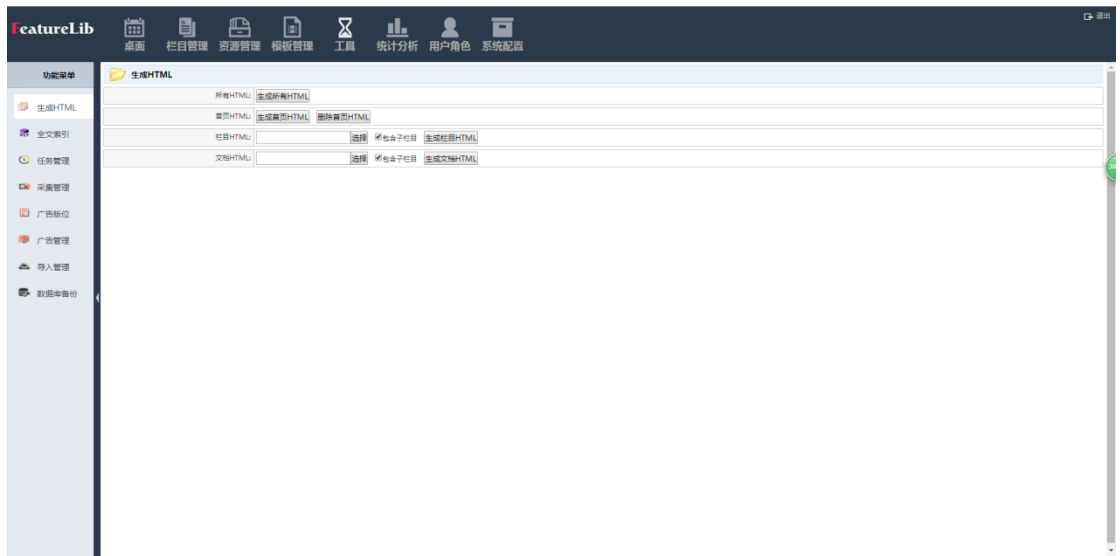 FeatureLib
桌面 栏目管理 资源管理 模板管理 工具 统计分析 用户角色 系统配置
退出
功能菜单
生成HTML
全文索引
任务管理
采集管理
广告版位
广告管理
导入管理
数据库备份
生成HTML
所有HTML: 生成所有HTML
首页HTML: 生成首页HTML 删除首页HTML
栏目HTML: 选择 包含子栏目 生成栏目HTML
文档HTML: 选择 包含子栏目 生成文档HTML